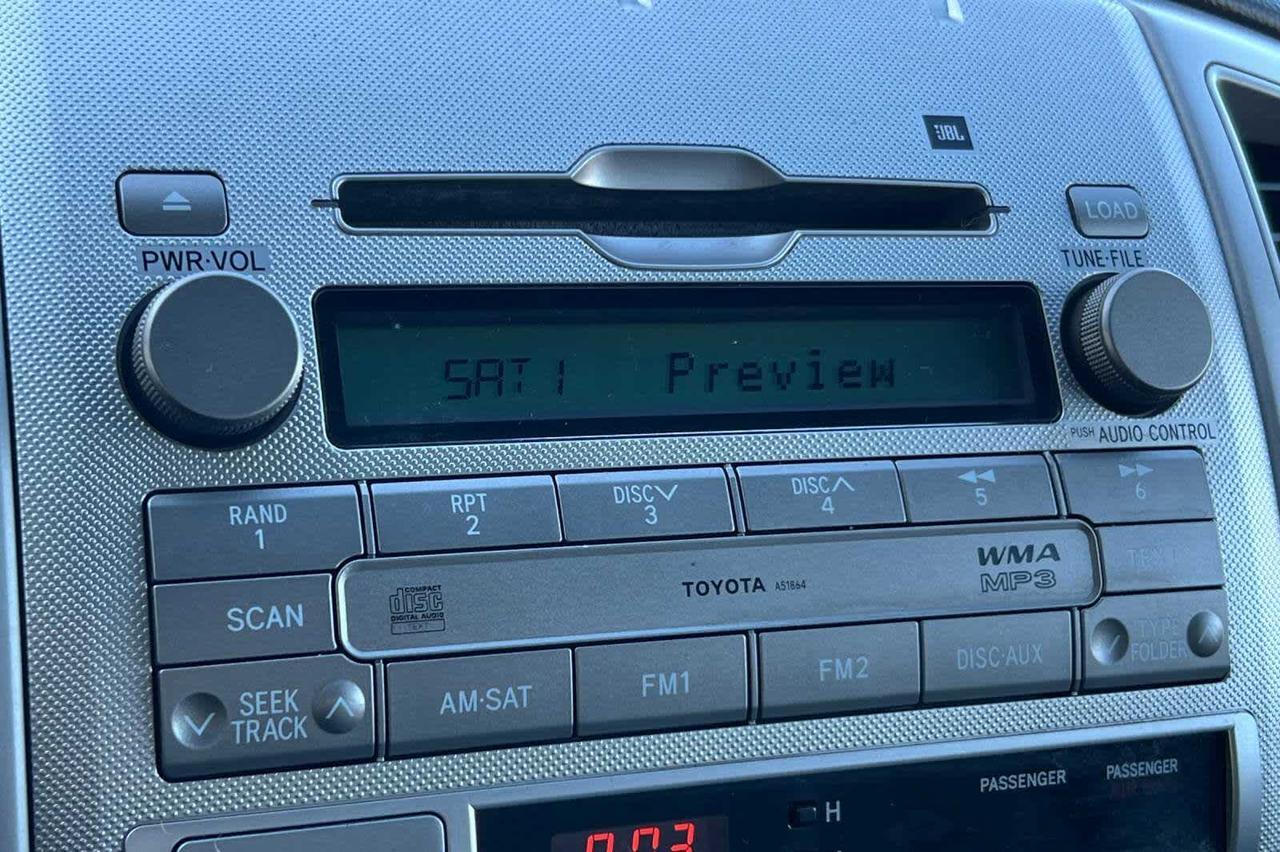 JBL
LOAD
PWR·VOL
TUNE·FILE
SAT1 Preview
PUSH AUDIO CONTROL
RAND
1
RPT
2
DISC
3
DISC
4
5
6
SCAN
COMPACT
disc
DIGITAL AUDIO
TEXT
TOYOTA A51864
WMA
MP3
TEXT
SEEK
TRACK
AM·SAT
FM1
FM2
DISC·AUX
TYPE
FOLDER
PASSENGER
PASSENGER
H